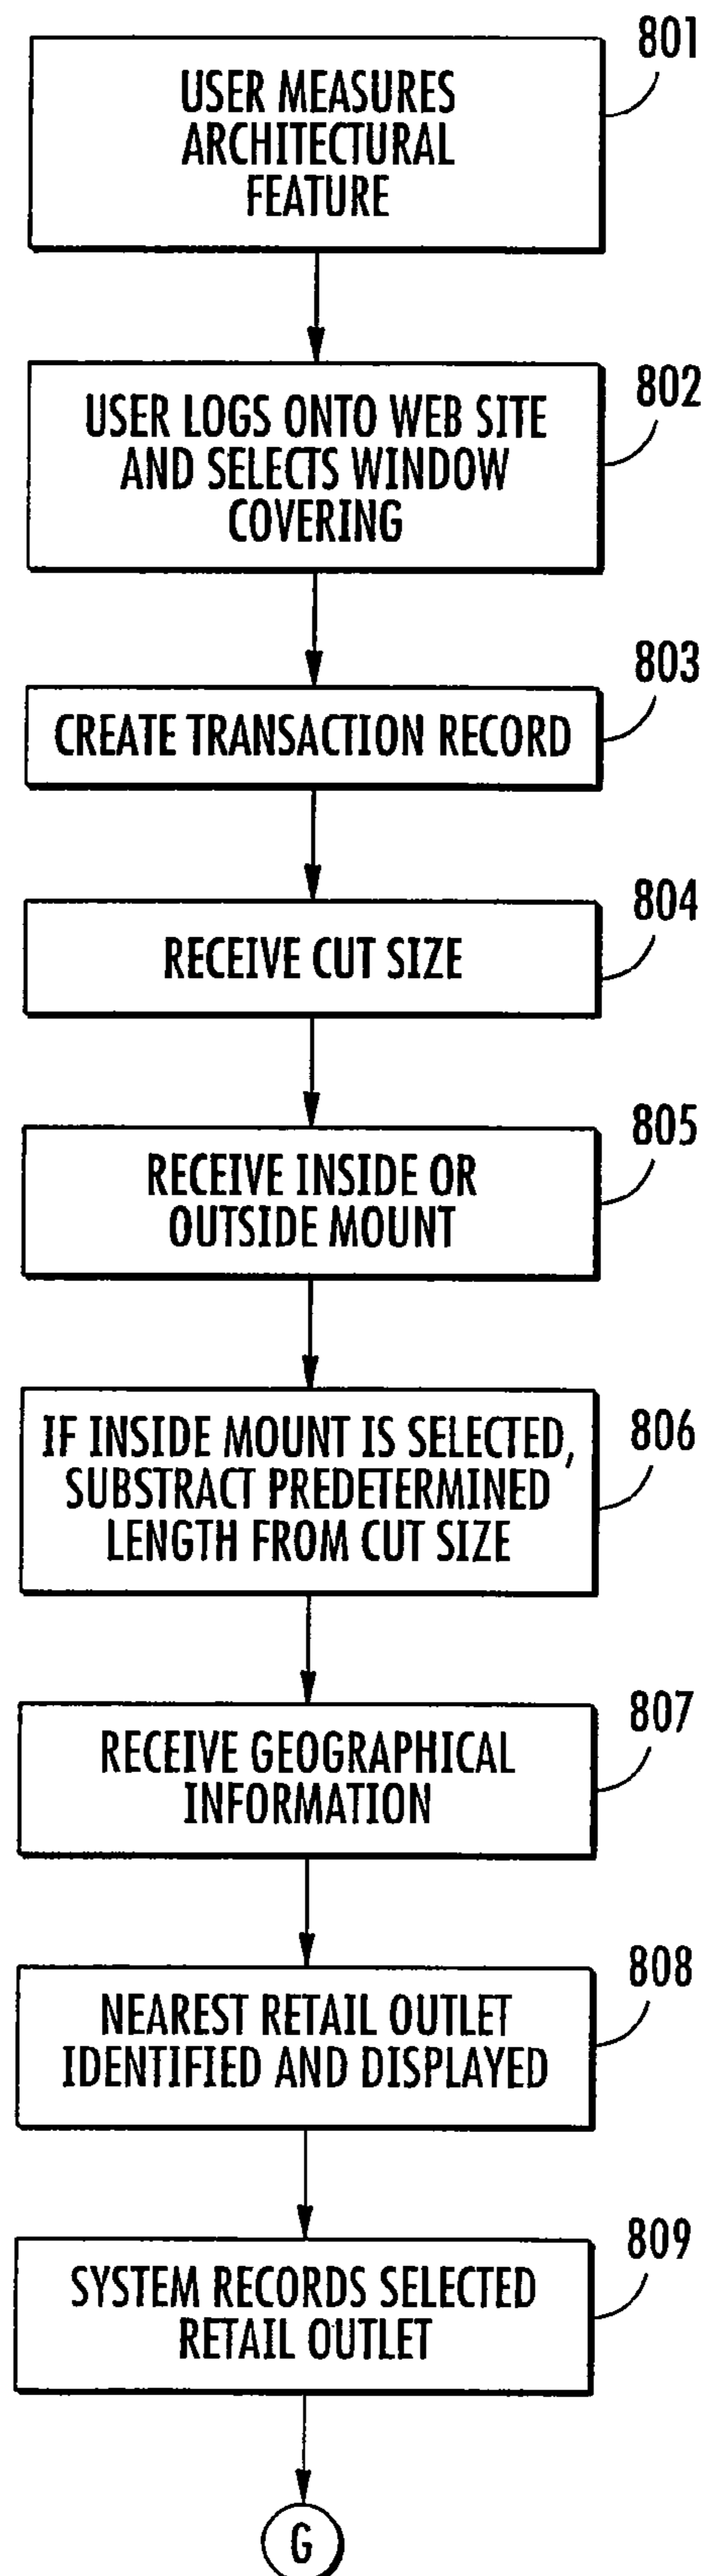 801
USER MEASURES
ARCHITECTURAL
FEATURE
802
USER LOGS ONTO WEB SITE
AND SELECTS WINDOW
COVERING
803
CREATE TRANSACTION RECORD
804
RECEIVE CUT SIZE
805
RECEIVE INSIDE OR
OUTSIDE MOUNT
806
IF INSIDE MOUNT IS SELECTED,
SUBSTRACT PREDETERMINED
LENGTH FROM CUT SIZE
807
RECEIVE GEOGRAPHICAL
INFORMATION
808
NEAREST RETAIL OUTLET
IDENTIFIED AND DISPLAYED
809
SYSTEM RECORDS SELECTED
RETAIL OUTLET
G